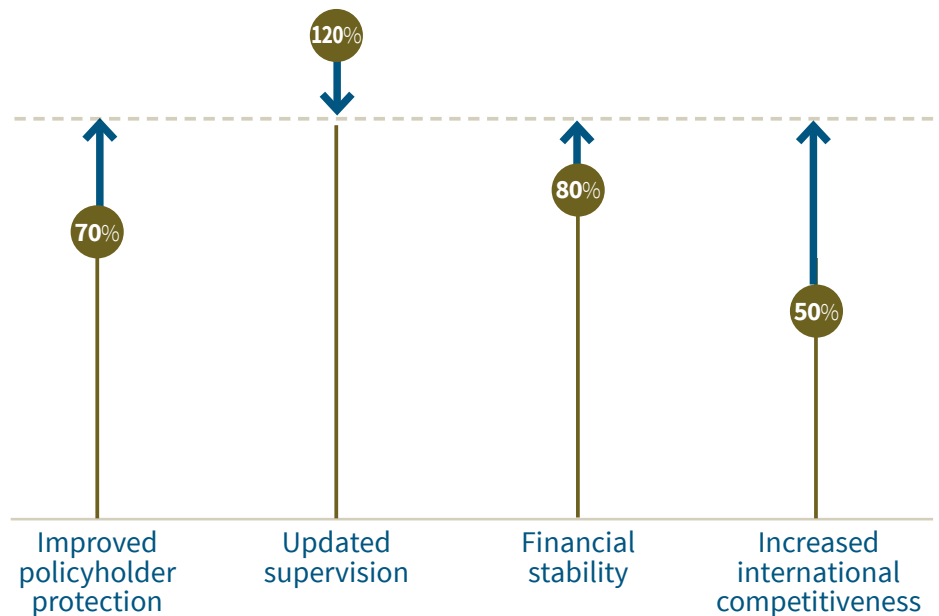 120%
70%
80%
50%
Improved
policyholder
protection
Updated
supervision
Financial
stability
Increased
international
competitiveness